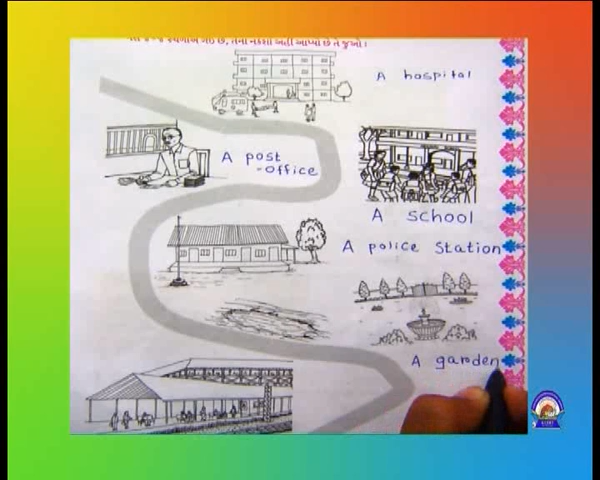 A hospital
A post
-office
A school
A police Station
A garden